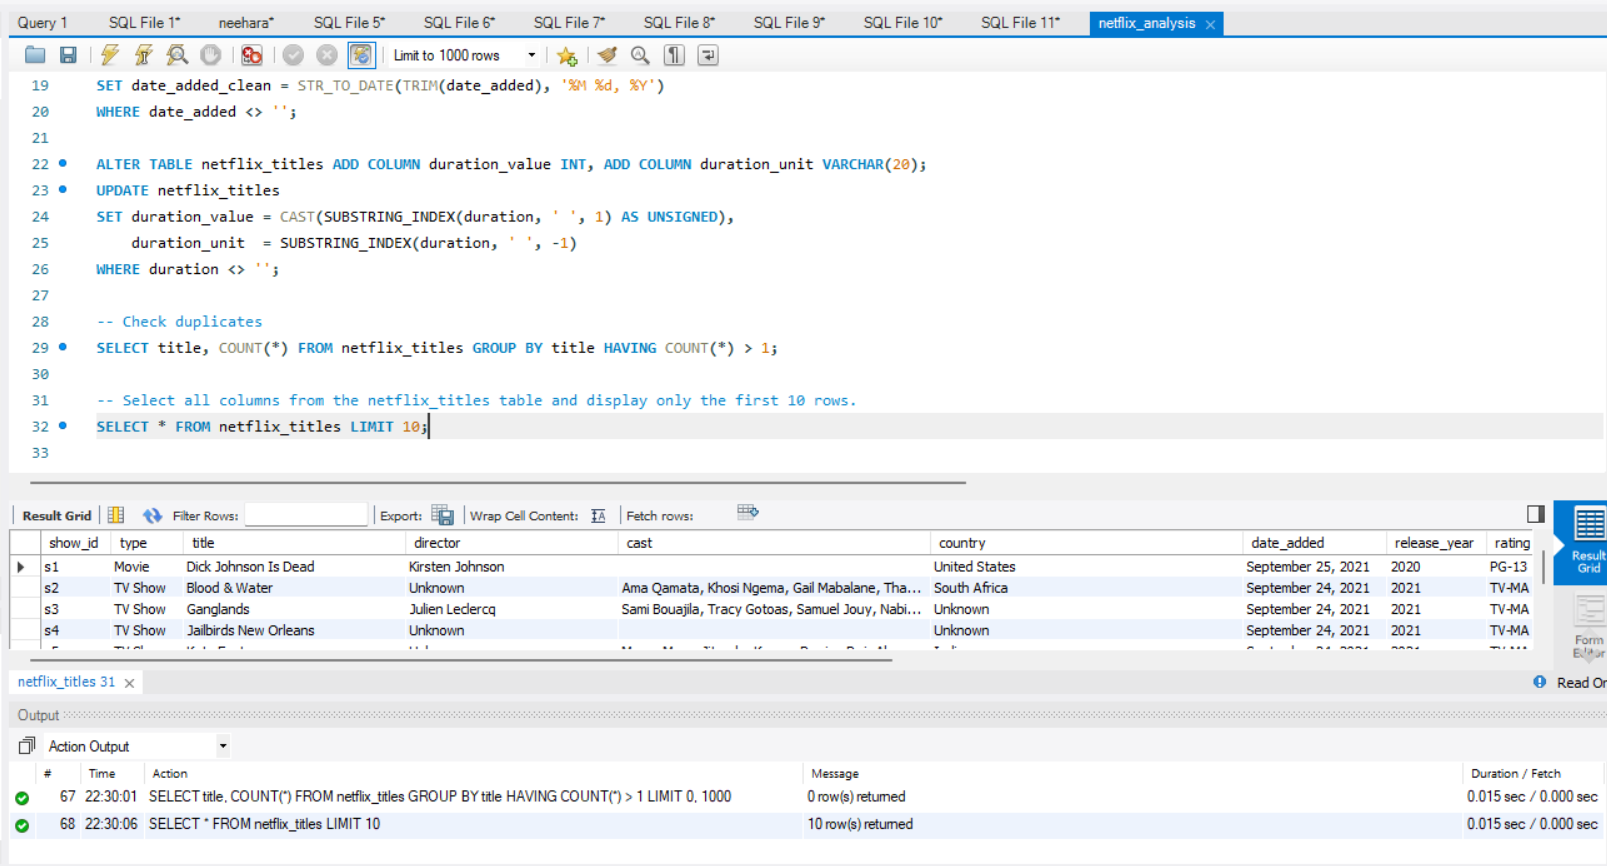 Query 1 SQL File 1* neehara* SQL File 5* SQL File 6* SQL File 7* SQL File 8* SQL File 9* SQL File 10* SQL File 11* netflix_analysis
Limit to 1000 rows
19 SET date_added_clean = STR_TO_DATE(TRIM(date_added), '%M %d, %Y')
20 WHERE date_added <> '';
21
22 ALTER TABLE netflix_titles ADD COLUMN duration_value INT, ADD COLUMN duration_unit VARCHAR(20);
23 UPDATE netflix_titles
24 SET duration_value = CAST(SUBSTRING_INDEX(duration, ' ', 1) AS UNSIGNED),
25 duration_unit  = SUBSTRING_INDEX(duration, ' ', -1)
26 WHERE duration <> '';
27
28 -- Check duplicates
29 SELECT title, COUNT(*) FROM netflix_titles GROUP BY title HAVING COUNT(*) > 1;
30
31 -- Select all columns from the netflix_titles table and display only the first 10 rows.
32 SELECT * FROM netflix_titles LIMIT 10;
33
Result Grid Filter Rows: Export: Wrap Cell Content: Fetch rows:
show_id type title director cast country date_added release_year rating
s1 Movie Dick Johnson Is Dead Kirsten Johnson United States September 25, 2021 2020 PG-13
s2 TV Show Blood & Water Unknown Ama Qamata, Khosi Ngema, Gail Mabalane, Tha... South Africa September 24, 2021 2021 TV-MA
s3 TV Show Ganglands Julien Leclercq Sami Bouajila, Tracy Gotoas, Samuel Jouy, Nabi... Unknown September 24, 2021 2021 TV-MA
s4 TV Show Jailbirds New Orleans Unknown Unknown September 24, 2021 2021 TV-MA
Result
Grid
Form
Editor
netflix_titles 31 Read
Output
Action Output
# Time Action Message Duration / Fetch
67 22:30:01 SELECT title, COUNT(*) FROM netflix_titles GROUP BY title HAVING COUNT(*) > 1 LIMIT 0, 1000 0 row(s) returned 0.015 sec / 0.000 sec
68 22:30:06 SELECT * FROM netflix_titles LIMIT 10 10 row(s) returned 0.015 sec / 0.000 sec